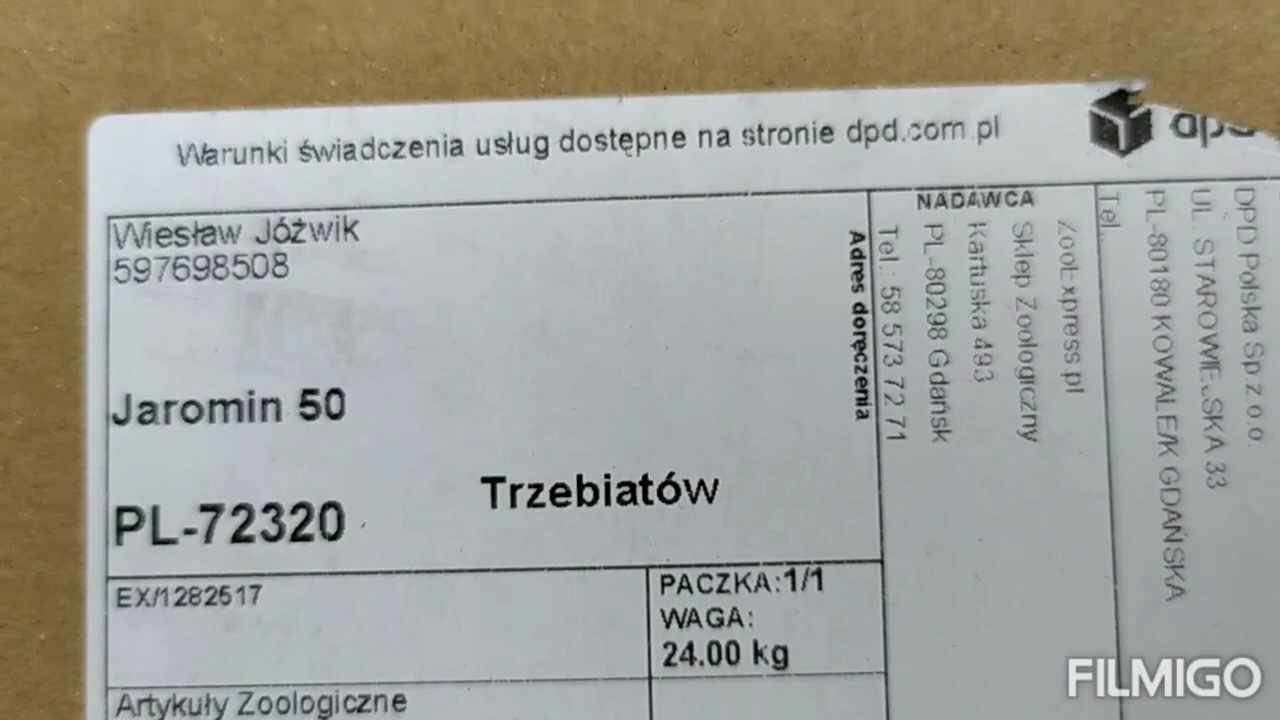 Warunki świadczenia usług dostępne na stronie dpd.com.pl
dpd
Wiesław Jóźwik
597698508
Jaromin 50
PL-72320
Trzebiatów
Adres doręczenia
NADAWCA
ZooExpress.pl
Sklep Zoologiczny
Kartuska 493
PL-80298 Gdańsk
Tel.: 58 573 72 71
DPD Polska Sp.z.o.o.
UL. STAROWIEJSKA 33
PL-80180 KOWALE/K GDAŃSKA
Tel.
EX/1282517
PACZKA:1/1
WAGA:
24.00 kg
Artykuły Zoologiczne
FILMIGO